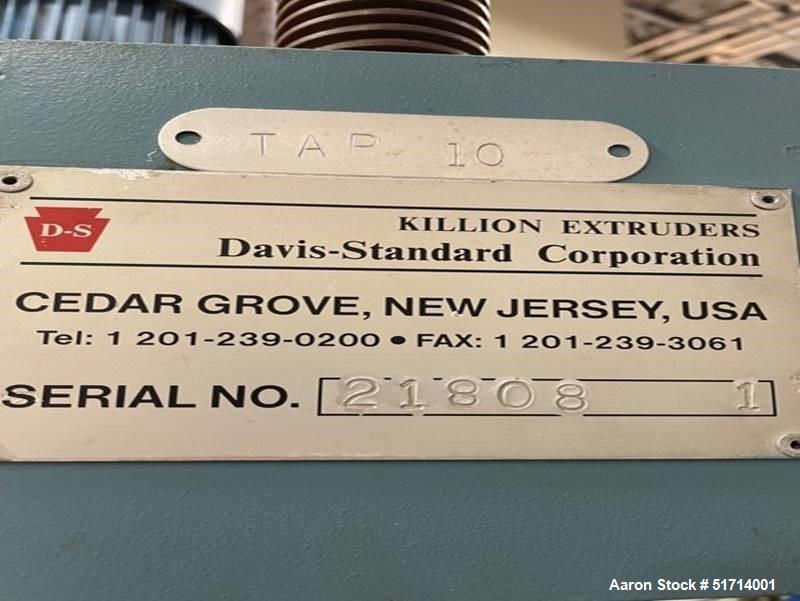 TAP 10
D-S
KILLION EXTRUDERS
Davis-Standard Corporation
CEDAR GROVE, NEW JERSEY, USA
Tel: 1 201-239-0200 • FAX: 1 201-239-3061
SERIAL NO. 21808 1
Aaron Stock # 51714001